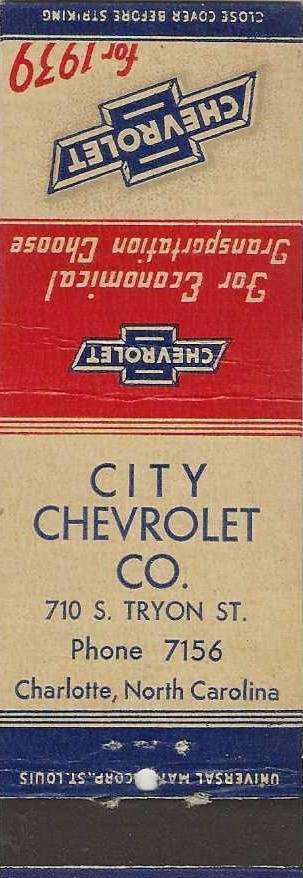 CLOSE COVER BEFORE STRIKING
for 1939
CHEVROLET
Choose
Transportation
For Economical
CHEVROLET
CITY
CHEVROLET
CO.
710 S. TRYON ST.
Phone 7156
Charlotte, North Carolina
UNIVERSAL MATCH CORP., ST. LOUIS